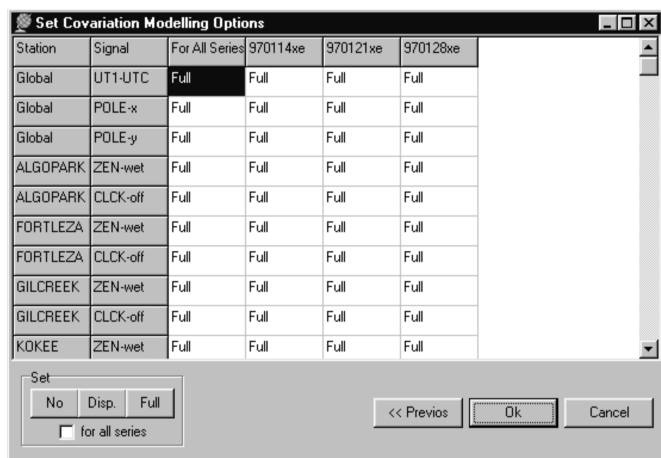 Set Covariation Modelling Options
Station Signal For All Series 970114xe 970121xe 970128xe
Global UT1-UTC Full Full Full Full
Global POLE-x Full Full Full Full
Global POLE-y Full Full Full Full
ALGOPARK ZEN-wet Full Full Full Full
ALGOPARK CLCK-off Full Full Full Full
FORTLEZA ZEN-wet Full Full Full Full
FORTLEZA CLCK-off Full Full Full Full
GILCREEK ZEN-wet Full Full Full Full
GILCREEK CLCK-off Full Full Full Full
KOKEE ZEN-wet Full Full Full Full
Set
No Disp. Full
for all series
<< Previos Ok Cancel